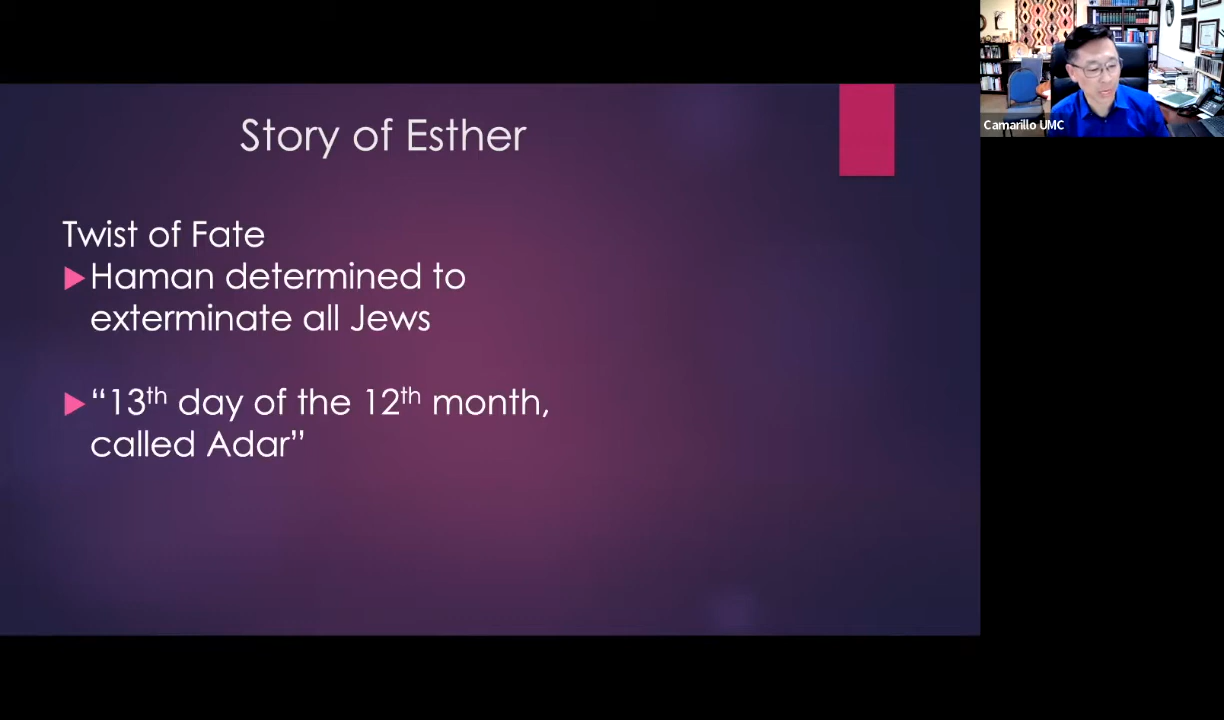 Story of Esther
Twist of Fate
Haman determined to
exterminate all Jews
“13th day of the 12th month,
called Adar”
Camarillo UMC